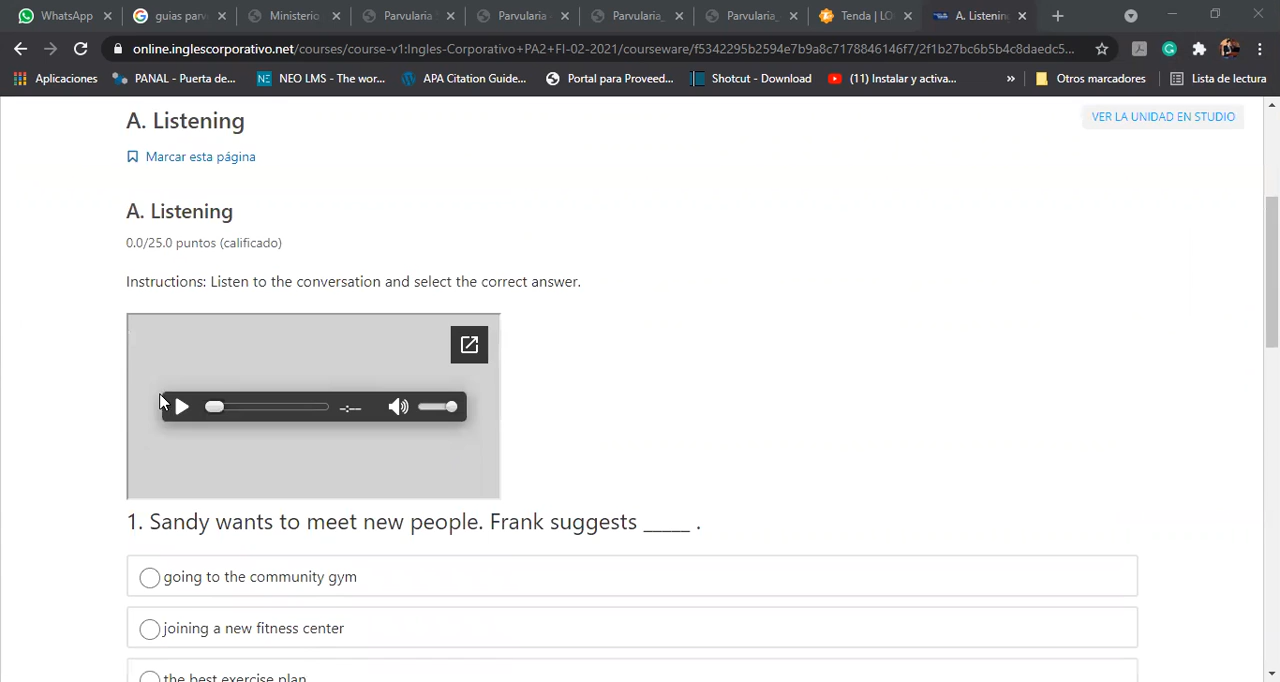 WhatsApp
guias parv
Ministerio
Parvularia
Parvularia
Parvularia_
Parvularia_
Tenda | LO
A. Listenin
online.inglescorporativo.net/courses/course-v1:Ingles-Corporativo+PA2+FI-02-2021/courseware/f5342295b2594e7b9a8c7178846146f7/2f1b27bc6b5b4c8daedc5...
Aplicaciones
PANAL - Puerta de...
NEO LMS - The wor...
APA Citation Guide...
Portal para Proveed...
Shotcut - Download
(11) Instalar y activa...
»
Otros marcadores
Lista de lectura
A. Listening
VER LA UNIDAD EN STUDIO
Marcar esta página
A. Listening
0.0/25.0 puntos (calificado)
Instructions: Listen to the conversation and select the correct answer.
-:--
1. Sandy wants to meet new people. Frank suggests _____ .
going to the community gym
joining a new fitness center
the best exercise plan